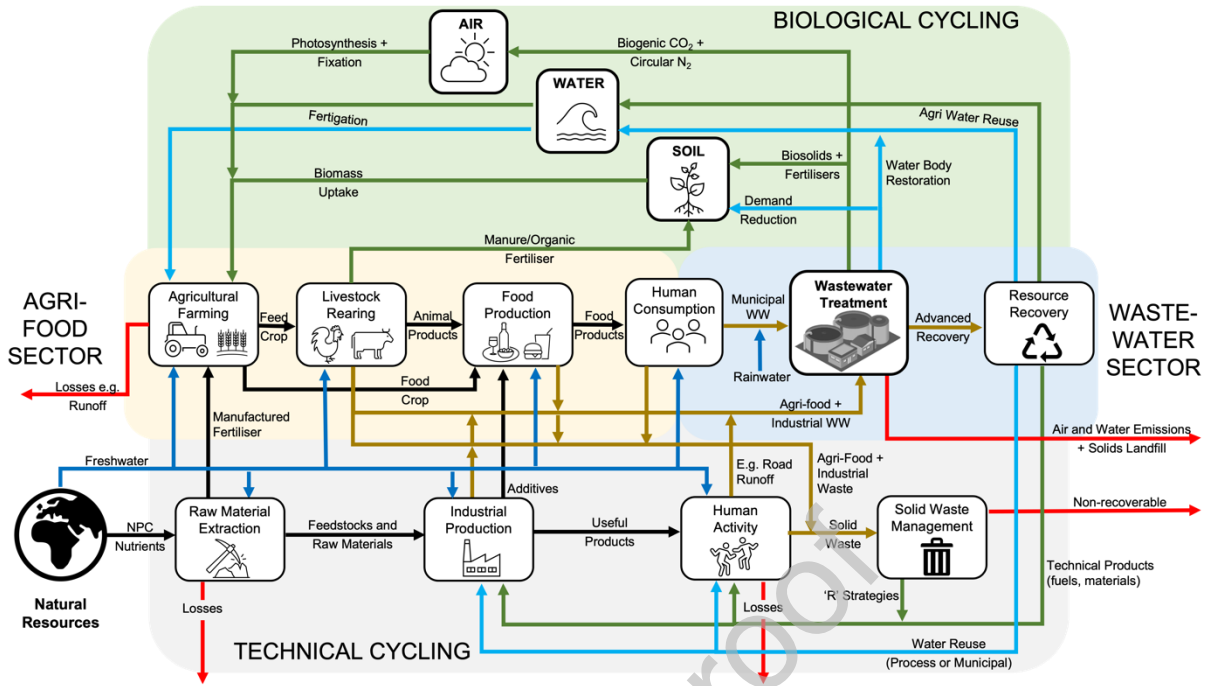 BIOLOGICAL CYCLING
AIR
Photosynthesis +
Fixation
Biogenic CO₂ +
Circular N₂
WATER
Fertigation
Agri Water Reuse
SOIL
Biosolids +
Fertilisers
Water Body
Restoration
Biomass
Uptake
Demand
Reduction
Manure/Organic
Fertiliser
AGRI-
FOOD
SECTOR
Agricultural
Farming
Feed
Crop
Livestock
Rearing
Animal
Products
Food
Production
Food
Products
Human
Consumption
Municipal
WW
Wastewater
Treatment
Advanced
Recovery
Resource
Recovery
WASTE-
WATER
SECTOR
Rainwater
Losses e.g.
Runoff
Food
Crop
Manufactured
Fertiliser
Agri-food +
Industrial WW
Air and Water Emissions
+ Solids Landfill
Freshwater
E.g. Road
Runoff
Agri-Food +
Industrial
Waste
Additives
Non-recoverable
NPC
Nutrients
Raw Material
Extraction
Feedstocks and
Raw Materials
Industrial
Production
Useful
Products
Human
Activity
Solid
Waste
Solid Waste
Management
Technical Products
(fuels, materials)
Natural
Resources
Losses
Losses
'R' Strategies
TECHNICAL CYCLING
Water Reuse
(Process or Municipal)
roof